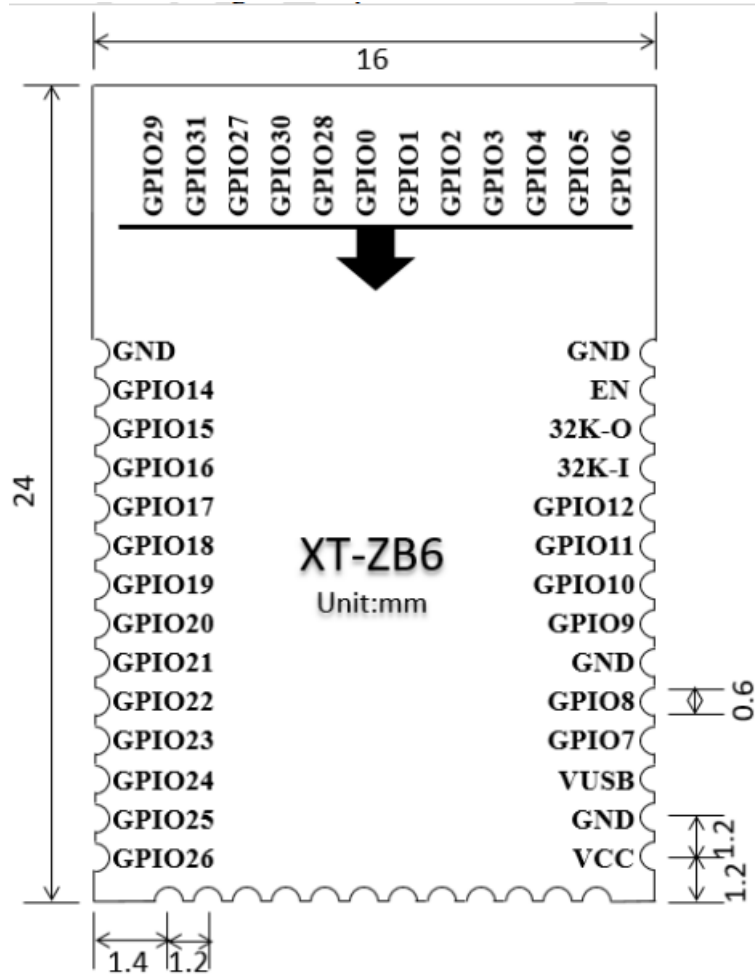 16
GPIO29
GPIO31
GPIO27
GPIO30
GPIO28
GPIO0
GPIO1
GPIO2
GPIO3
GPIO4
GPIO5
GPIO6
GND GND
GPIO14 EN
GPIO15 32K-O
GPIO16 32K-I
24
GPIO17 GPIO12
GPIO18 GPIO11
XT-ZB6
GPIO19 GPIO10
Unit:mm
GPIO20 GPIO9
GPIO21 GND
GPIO22 GPIO8 0.6
GPIO23 GPIO7
GPIO24 VUSB
GPIO25 GND 1.2
GPIO26 VCC 1.2
1.4 1.2